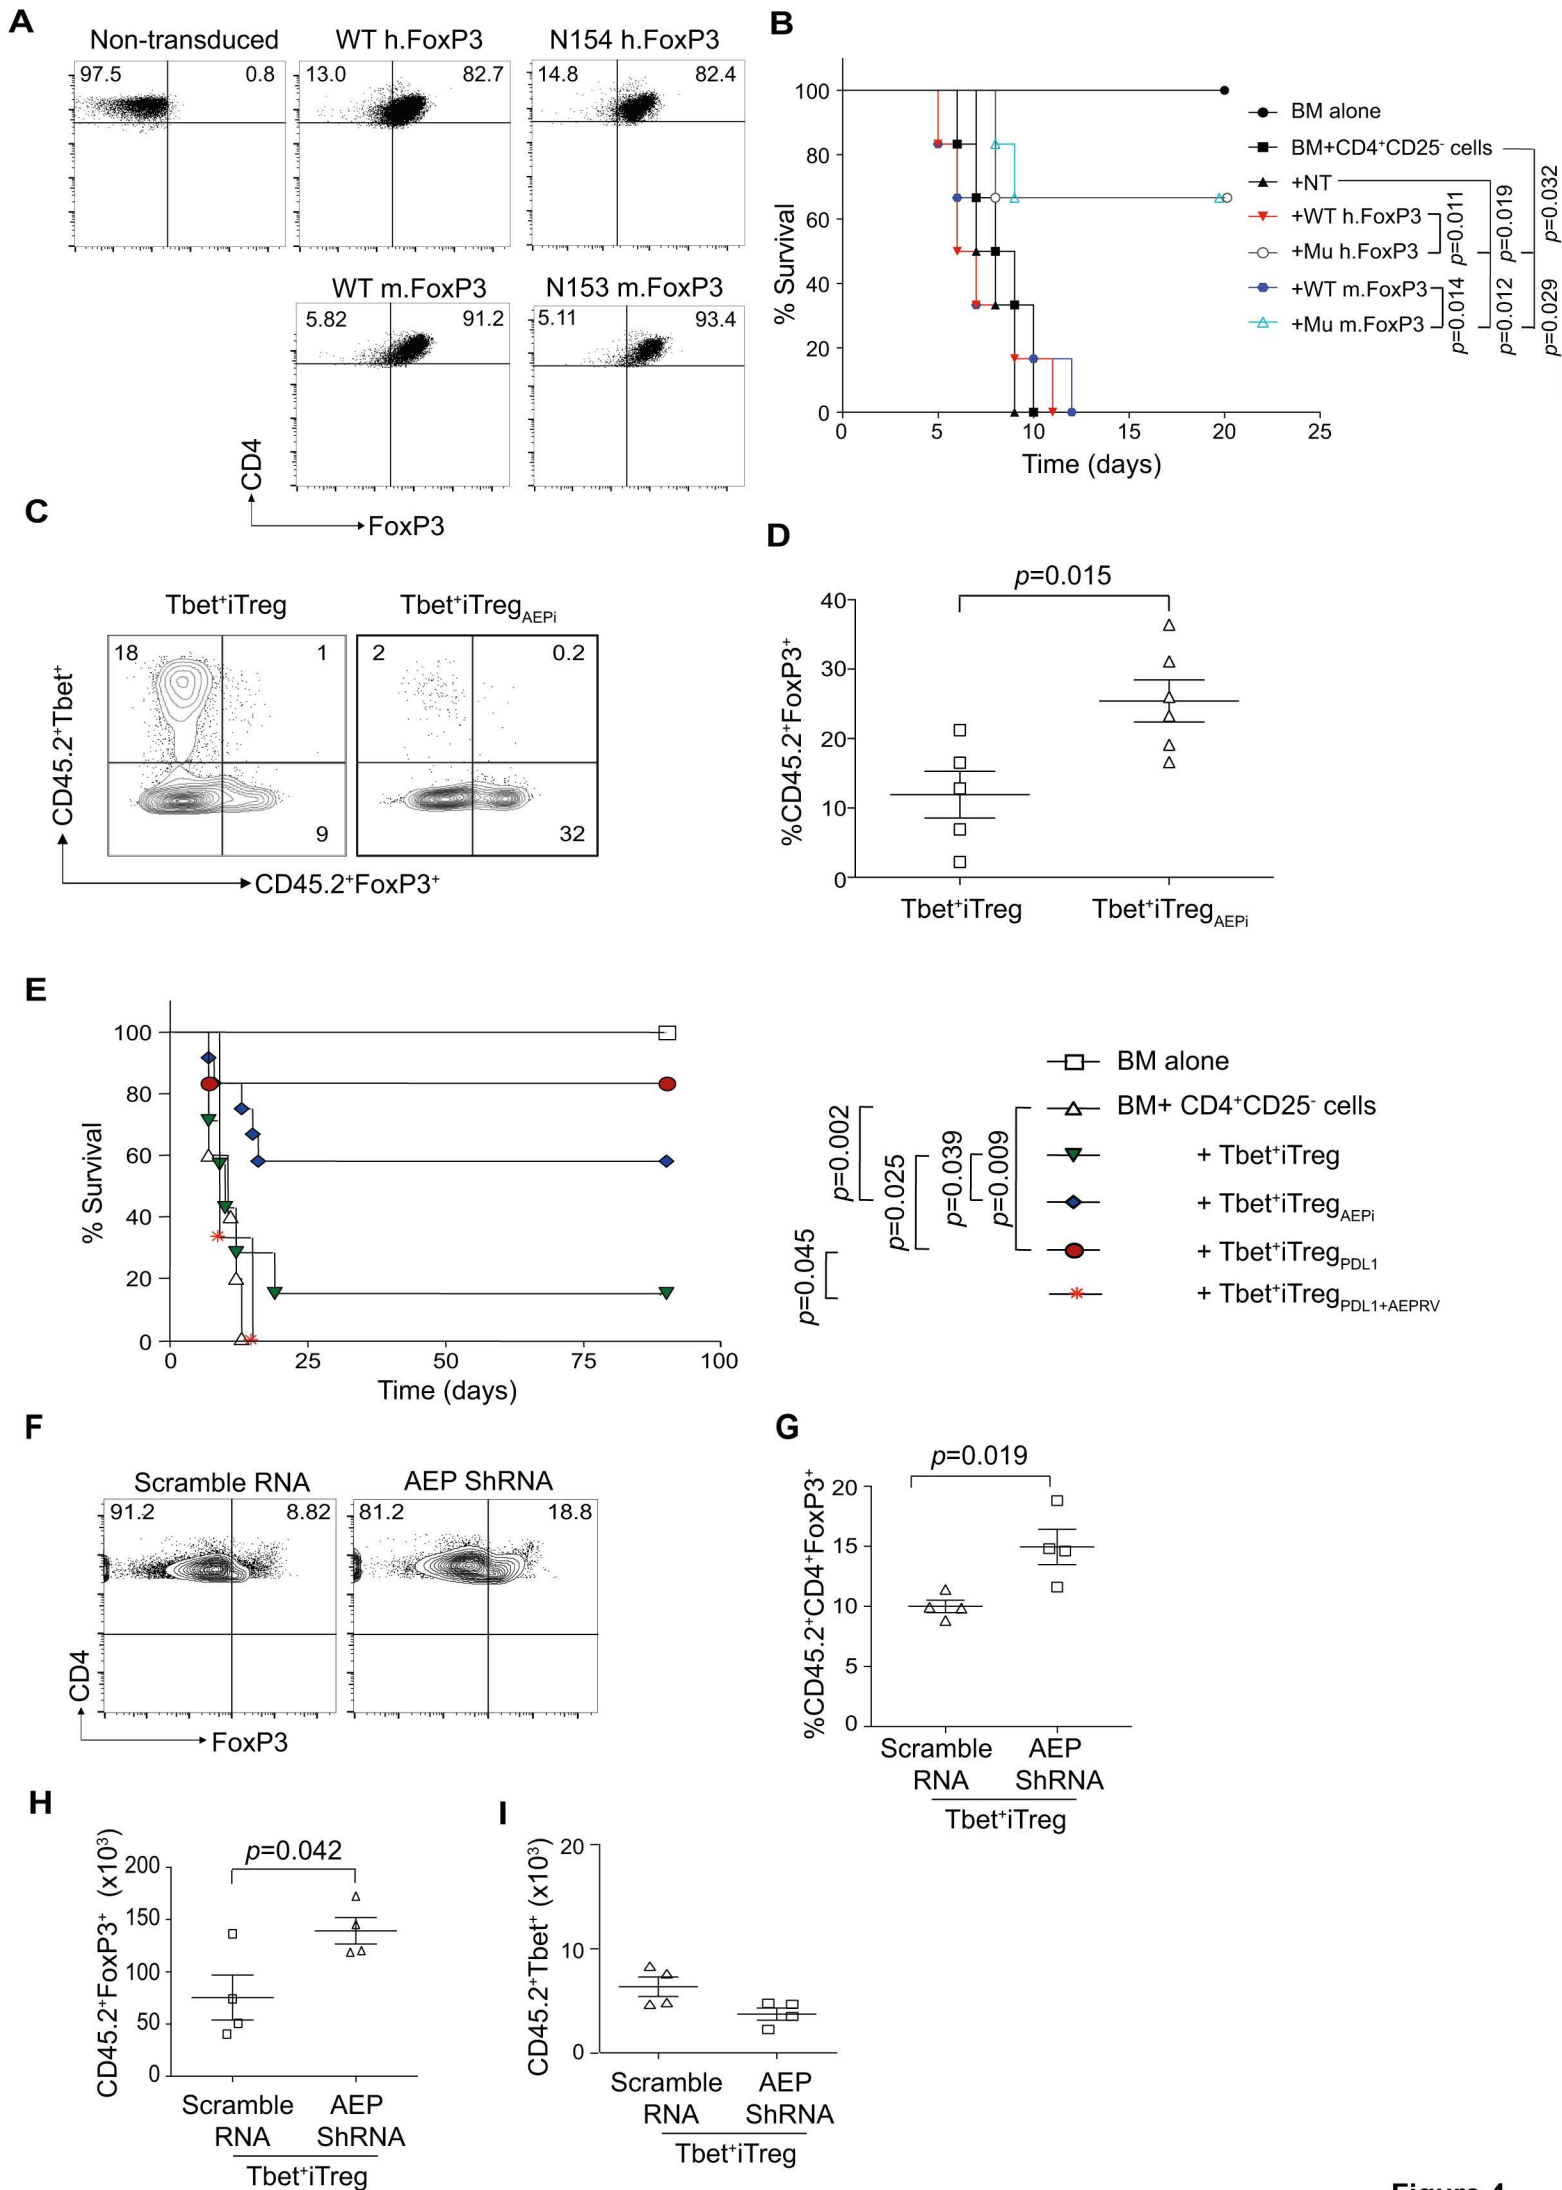 A
Non-transduced
WT h.FoxP3
N154 h.FoxP3
97.5
0.8
13.0
82.7
14.8
82.4
WT m.FoxP3
N153 m.FoxP3
5.82
91.2
5.11
93.4
CD4
FoxP3
B
% Survival
100
80
60
40
20
0
0
5
10
15
20
25
Time (days)
BM alone
BM+CD4⁺CD25⁻ cells
+NT
+WT h.FoxP3
+Mu h.FoxP3
+WT m.FoxP3
+Mu m.FoxP3
p=0.011
p=0.014
p=0.019
p=0.012
p=0.032
p=0.029
C
Tbet⁺iTreg
Tbet⁺iTregAEPi
18
1
9
2
0.2
32
CD45.2⁺Tbet⁺
CD45.2⁺FoxP3⁺
D
p=0.015
%CD45.2⁺FoxP3⁺
40
30
20
10
0
Tbet⁺iTreg
Tbet⁺iTregAEPi
E
% Survival
100
80
60
40
20
0
0
25
50
75
100
Time (days)
p=0.045
p=0.002
p=0.025
p=0.039
p=0.009
BM alone
BM+ CD4⁺CD25⁻ cells
+ Tbet⁺iTreg
+ Tbet⁺iTregAEPi
+ Tbet⁺iTregPDL1
+ Tbet⁺iTregPDL1+AEPRV
F
Scramble RNA
AEP ShRNA
91.2
8.82
81.2
18.8
CD4
FoxP3
G
p=0.019
%CD45.2⁺CD4⁺FoxP3⁺
20
15
10
5
0
Scramble
RNA
AEP
ShRNA
Tbet⁺iTreg
H
p=0.042
CD45.2⁺FoxP3⁺ (x10³)
200
150
100
50
0
Scramble
RNA
AEP
ShRNA
Tbet⁺iTreg
I
CD45.2⁺Tbet⁺ (x10³)
20
10
0
Scramble
RNA
AEP
ShRNA
Tbet⁺iTreg